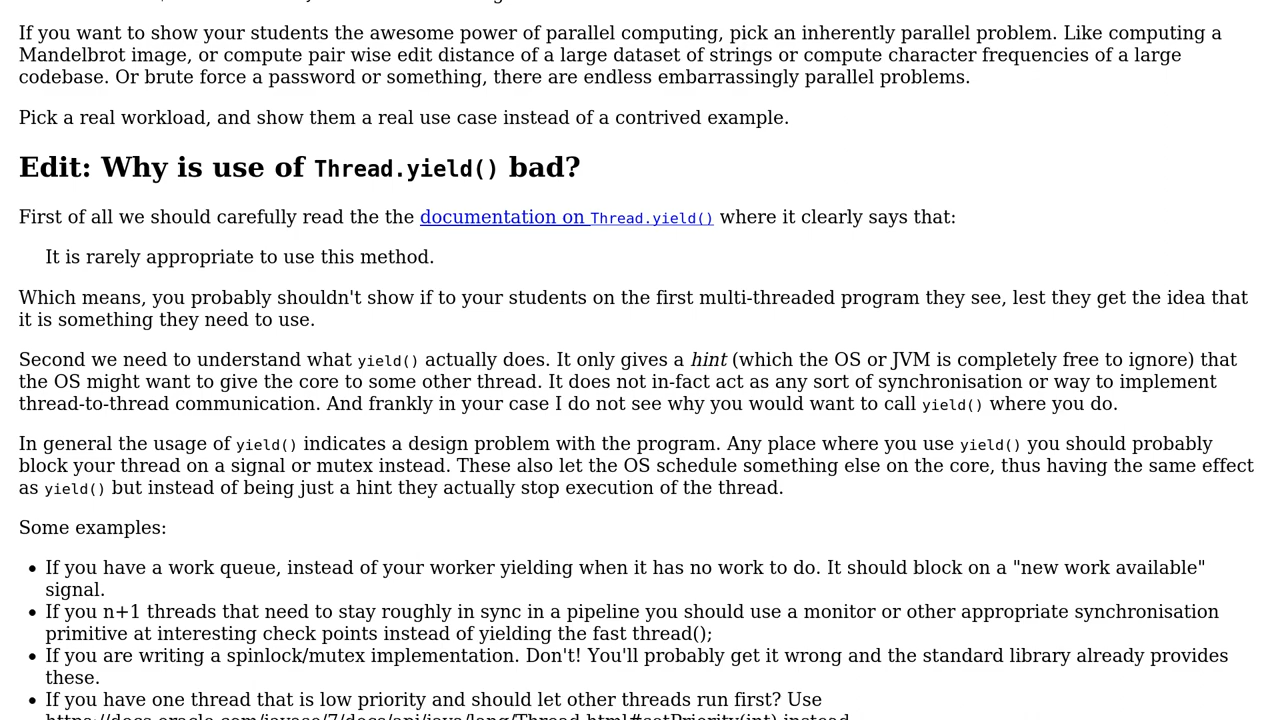 If you want to show your students the awesome power of parallel computing, pick an inherently parallel problem. Like computing a
Mandelbrot image, or compute pair wise edit distance of a large dataset of strings or compute character frequencies of a large
codebase. Or brute force a password or something, there are endless embarrassingly parallel problems.
Pick a real workload, and show them a real use case instead of a contrived example.
Edit: Why is use of Thread.yield() bad?
First of all we should carefully read the the documentation on Thread.yield() where it clearly says that:
It is rarely appropriate to use this method.
Which means, you probably shouldn't show if to your students on the first multi-threaded program they see, lest they get the idea that
it is something they need to use.
Second we need to understand what yield() actually does. It only gives a hint (which the OS or JVM is completely free to ignore) that
the OS might want to give the core to some other thread. It does not in-fact act as any sort of synchronisation or way to implement
thread-to-thread communication. And frankly in your case I do not see why you would want to call yield() where you do.
In general the usage of yield() indicates a design problem with the program. Any place where you use yield() you should probably
block your thread on a signal or mutex instead. These also let the OS schedule something else on the core, thus having the same effect
as yield() but instead of being just a hint they actually stop execution of the thread.
Some examples:
• If you have a work queue, instead of your worker yielding when it has no work to do. It should block on a "new work available"
signal.
• If you n+1 threads that need to stay roughly in sync in a pipeline you should use a monitor or other appropriate synchronisation
primitive at interesting check points instead of yielding the fast thread();
• If you are writing a spinlock/mutex implementation. Don't! You'll probably get it wrong and the standard library already provides
these.
• If you have one thread that is low priority and should let other threads run first? Use
https://docs.oracle.com/javase/7/docs/api/java/lang/Thread.html#setPriority(int) instead